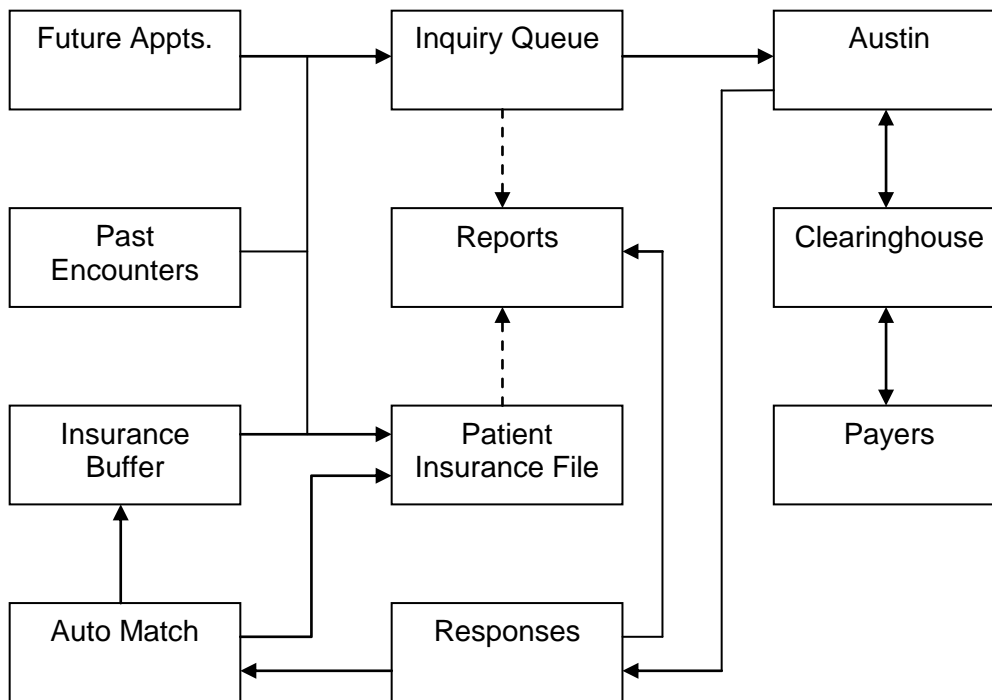 Future Appts.
Inquiry Queue
Austin
Past
Encounters
Reports
Clearinghouse
Insurance
Buffer
Patient
Insurance File
Payers
Auto Match
Responses